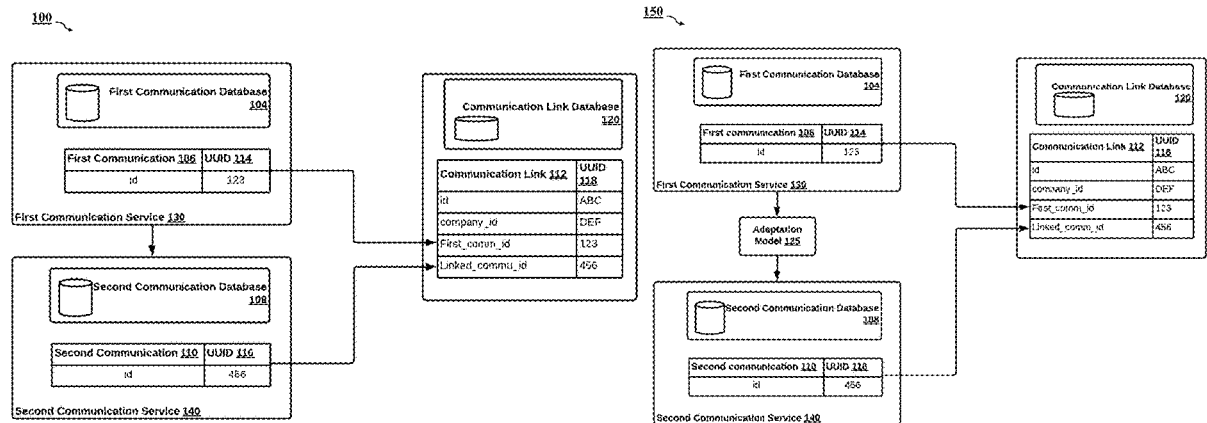 100
First Communication Database
104
First Communication 106 UUID 114
id 123
First Communication Service 130
Second Communication Database
108
Second Communication 110 UUID 116
id 456
Second Communication Service 140
Communication Link Database
120
Communication Link 112 UUID
118
id ABC
company_id DEF
First_comm_id 123
Linked_commu_id 456
150
First Communication Database
104
First communication 106 UUID 114
id 123
First Communication Service 130
Adaptation
Model 125
Second Communication Database
108
Second communication 110 UUID 116
id 456
Second Communication Service 140
Communication Link Database
120
Communication Link 112 UUID
118
id ABC
company_id DEF
First_comm_id 123
Linked_comm_id 456